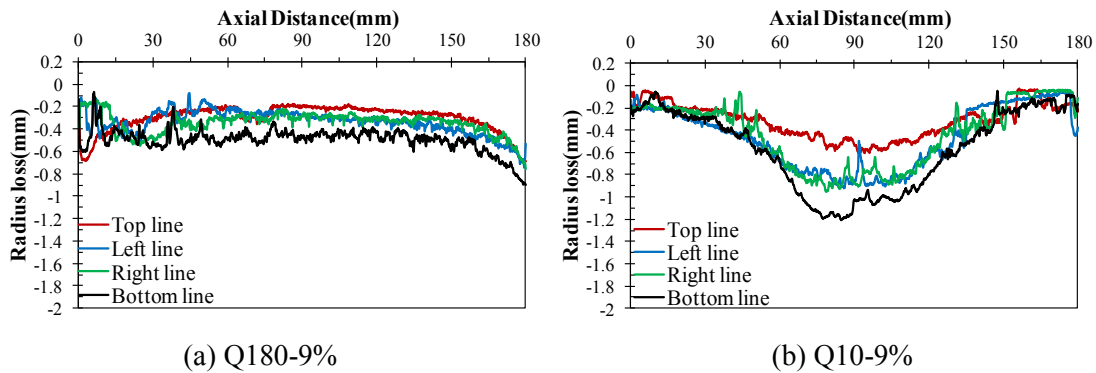 Axial Distance(mm)
0 30 60 90 120 150 180
0.2
0
-0.2
-0.4
-0.6
-0.8
-1
-1.2
-1.4
-1.6
-1.8
-2
Radius loss(mm)
Top line
Left line
Right line
Bottom line
(a) Q180-9%
Axial Distance(mm)
0 30 60 90 120 150 180
0.2
0
-0.2
-0.4
-0.6
-0.8
-1
-1.2
-1.4
-1.6
-1.8
-2
Radius loss(mm)
Top line
Left line
Right line
Bottom line
(b) Q10-9%